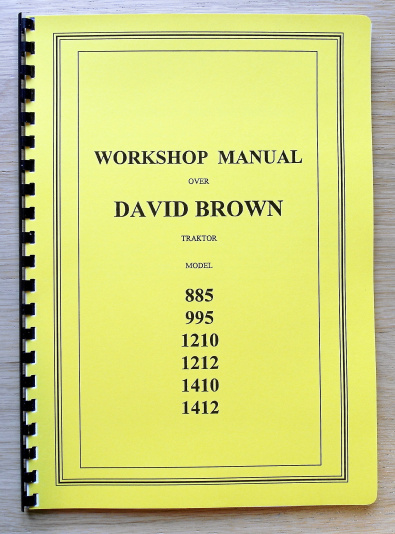 WORKSHOP MANUAL
OVER
DAVID BROWN
TRAKTOR
MODEL
885
995
1210
1212
1410
1412